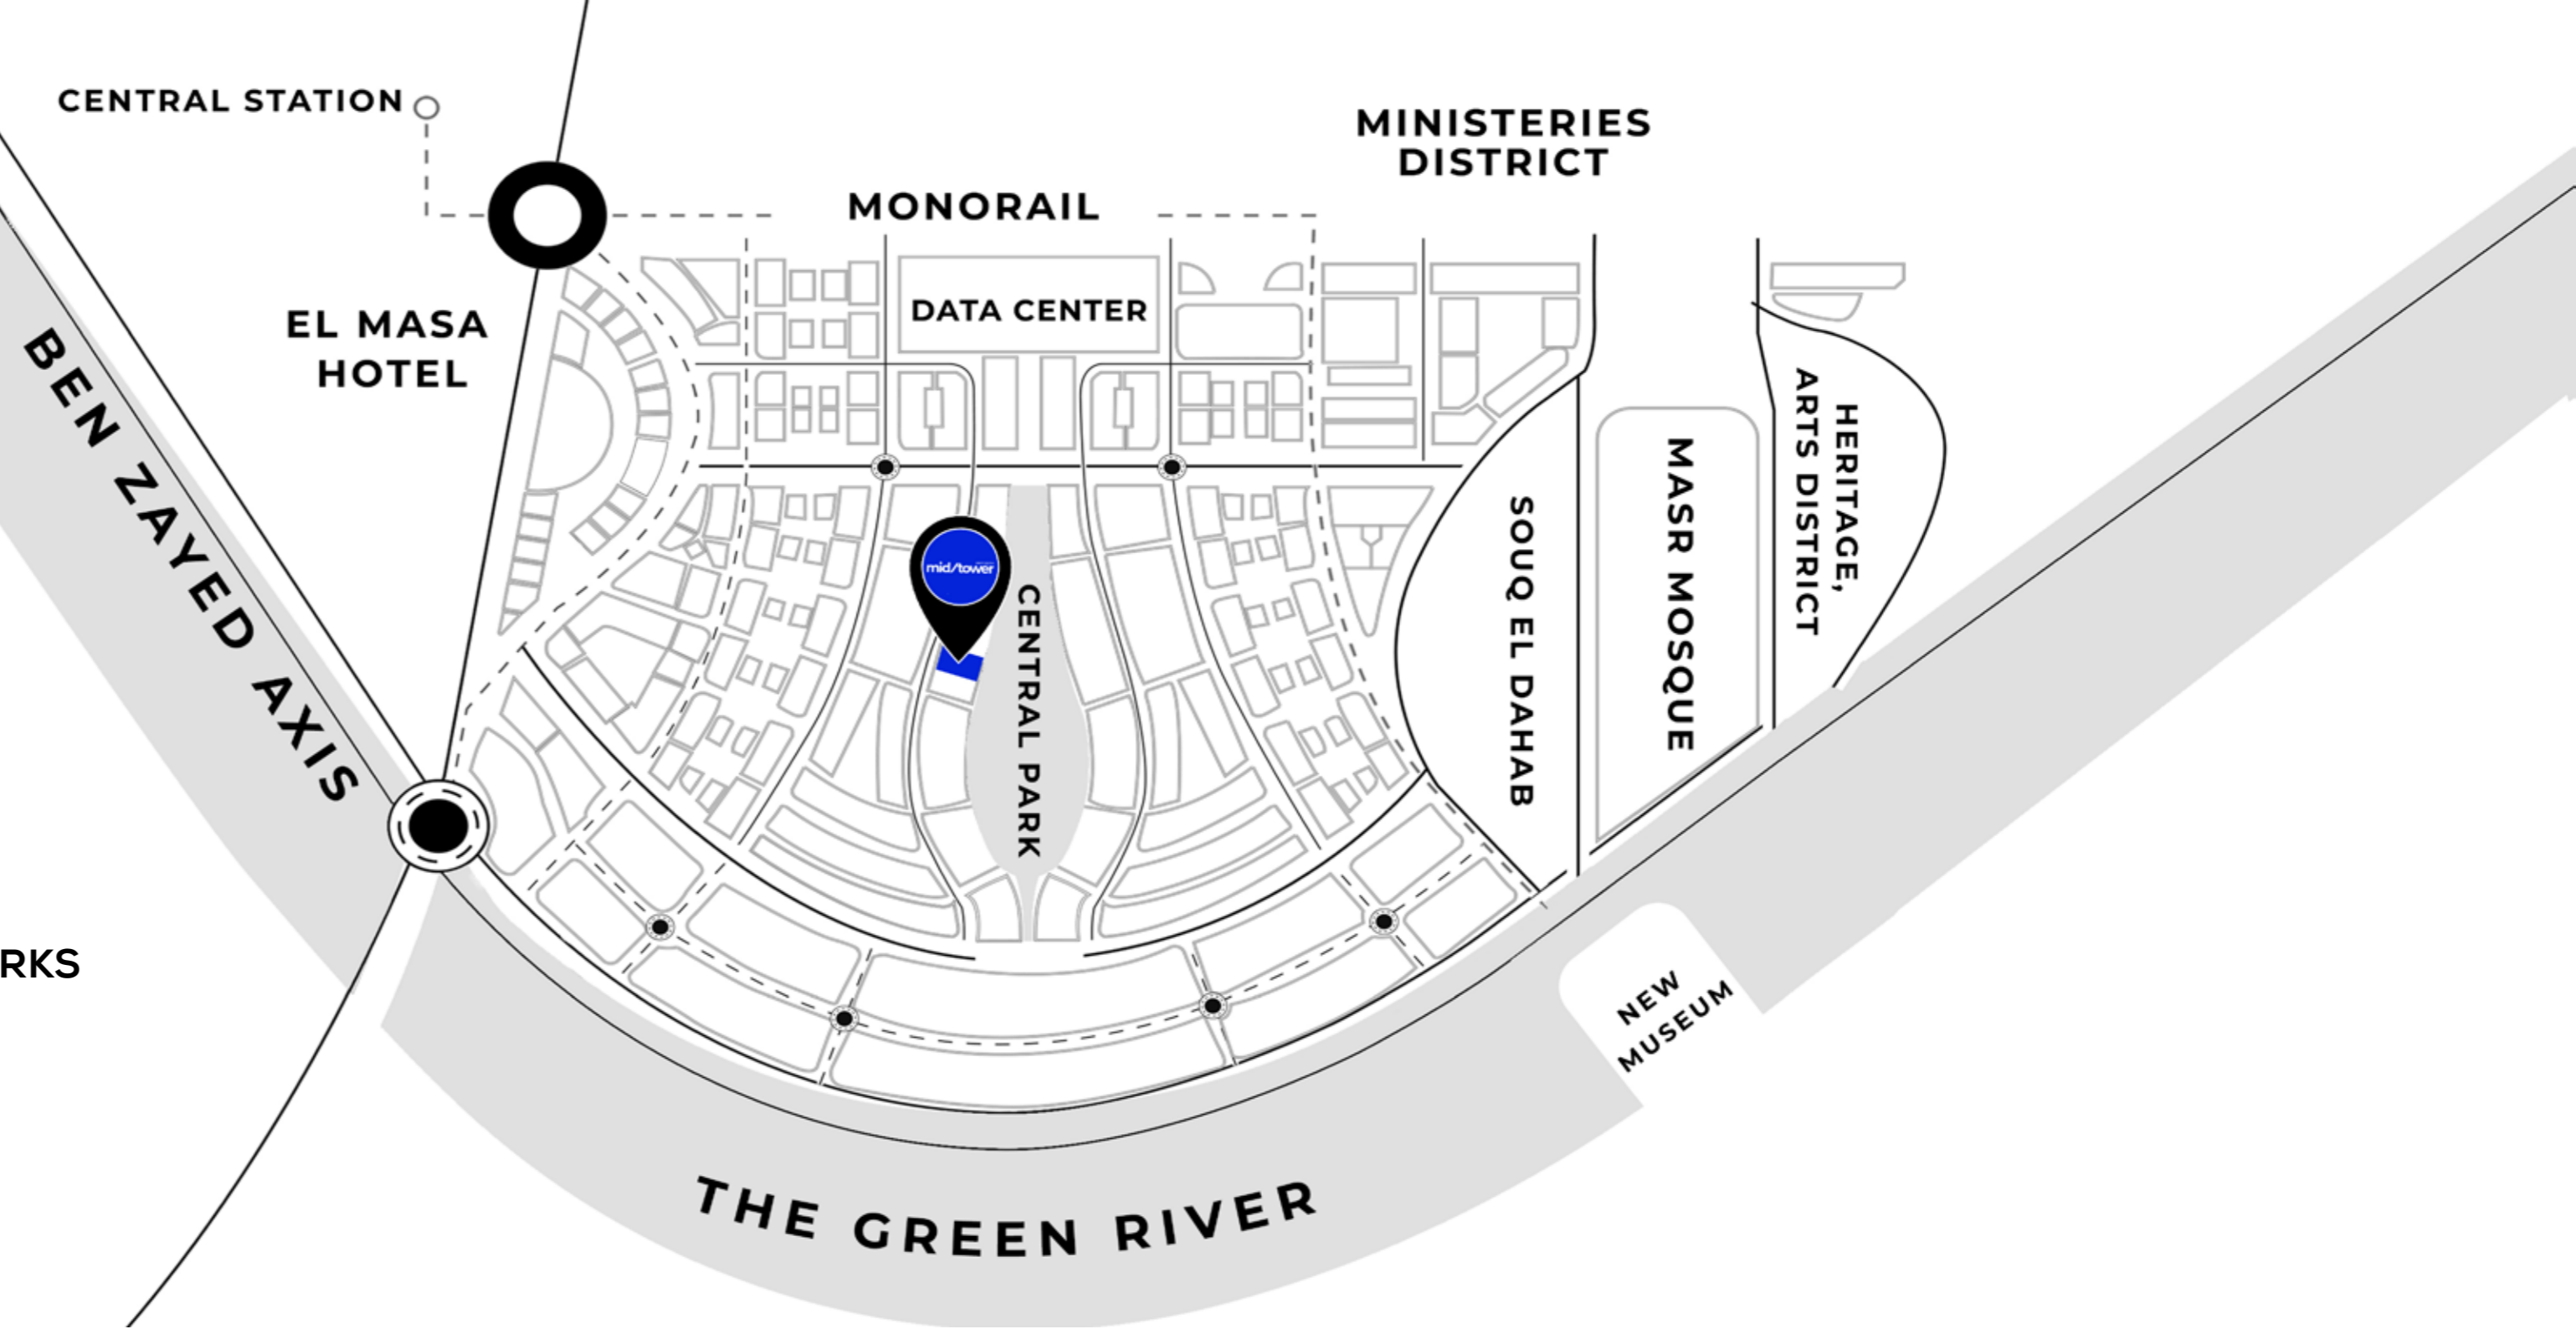 CENTRAL STATION
MINISTERIES
DISTRICT
MONORAIL
DATA CENTER
EL MASA
HOTEL
BEN ZAYED AXIS
mid/tower
CENTRAL PARK
SOUQ EL DAHAB
MASR MOSQUE
HERITAGE,
ARTS DISTRICT
RKS
NEW
MUSEUM
THE GREEN RIVER